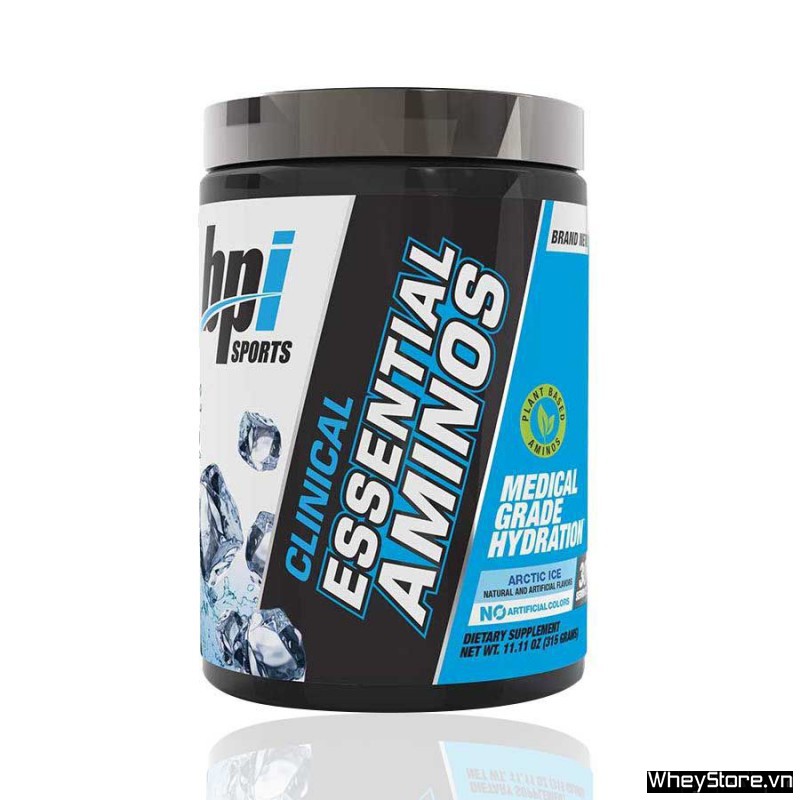 bpi
SPORTS
CLINICAL
ESSENTIAL
AMINOS
BRAND NEW
PLANT BASED
AMINOS
MEDICAL
GRADE
HYDRATION
ARCTIC ICE
NATURAL AND ARTIFICIAL FLAVORS
NO ARTIFICIAL COLORS
DIETARY SUPPLEMENT
NET WT. 11.11 OZ (315 GRAMS)
WheyStore.vn